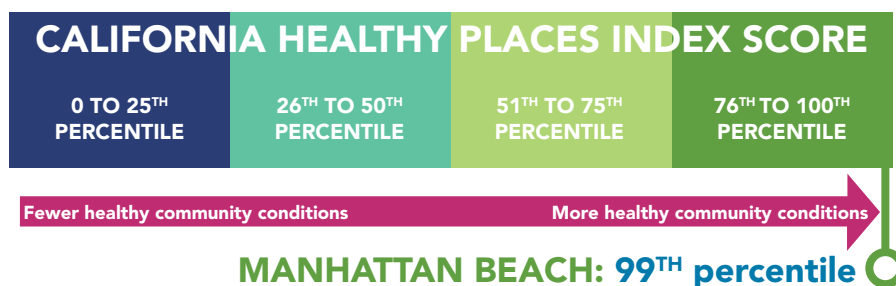 CALIFORNIA HEALTHY PLACES INDEX SCORE
0 TO 25TH
PERCENTILE
26TH TO 50TH
PERCENTILE
51TH TO 75TH
PERCENTILE
76TH TO 100TH
PERCENTILE
Fewer healthy community conditions
More healthy community conditions
MANHATTAN BEACH: 99TH percentile